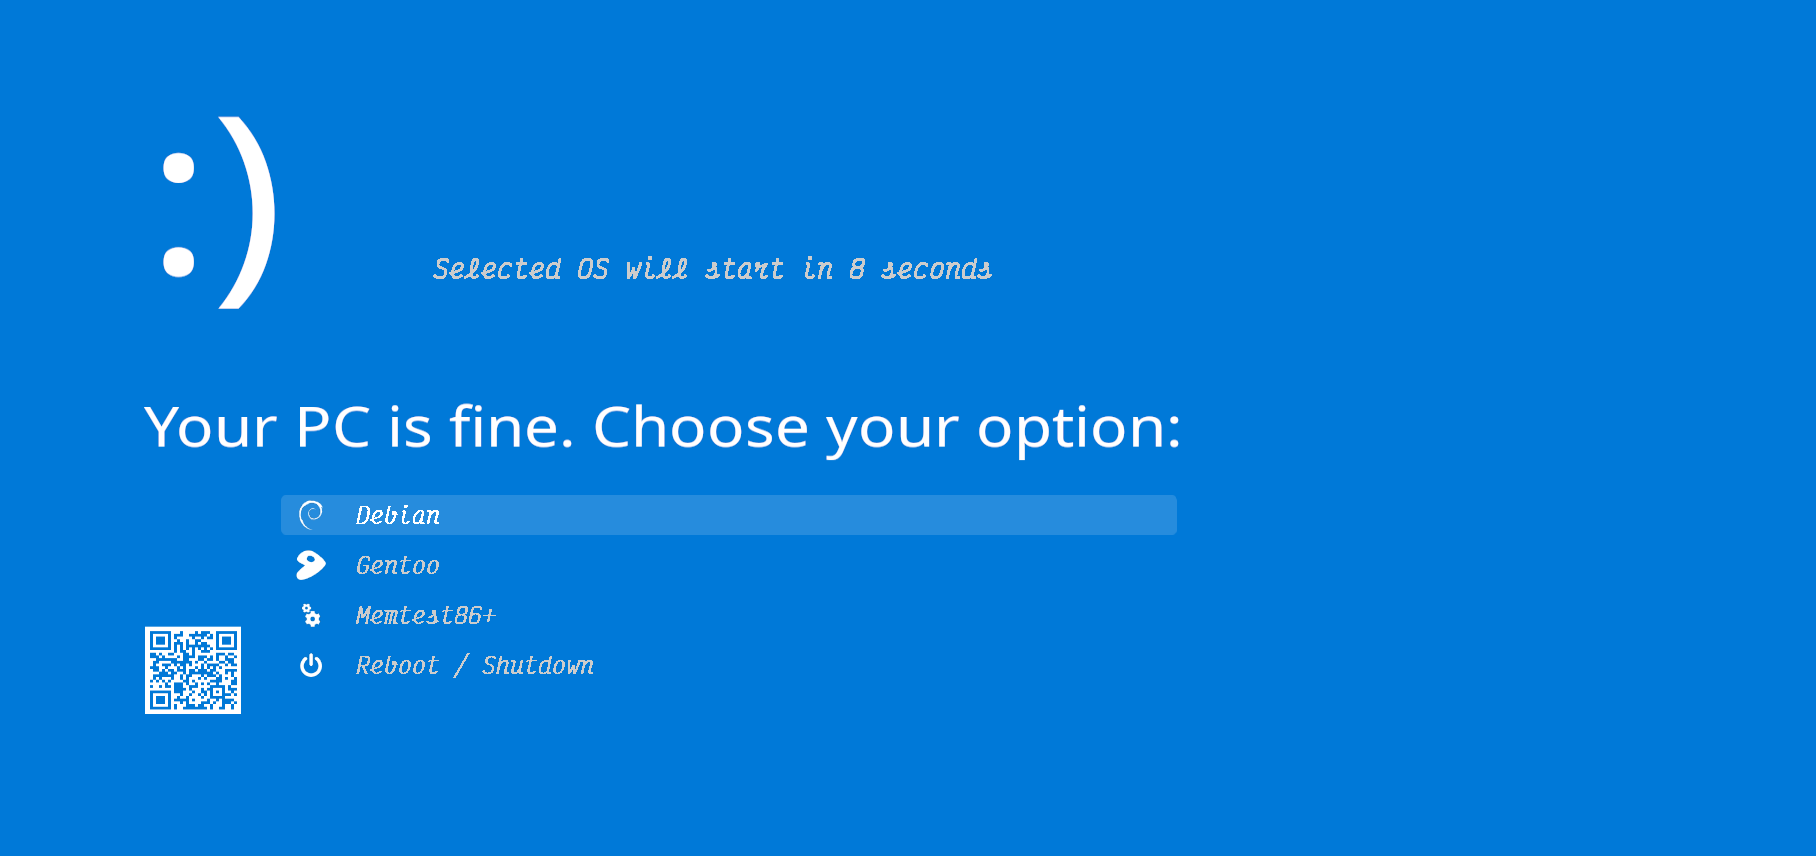 :)
Selected OS will start in 8 seconds
Your PC is fine. Choose your option:
Debian
Gentoo
Memtest86+
Reboot / Shutdown